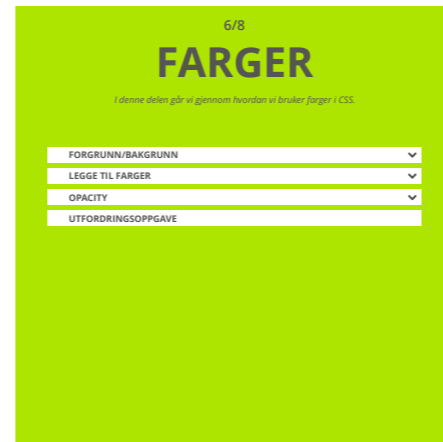 6/8
FARGER
I denne delen går vi gjennom hvordan vi bruker farger i CSS.
FORGRUNN/BAKGRUNN
LEGGE TIL FARGER
OPACITY
UTFORDRINGSOPPGAVE